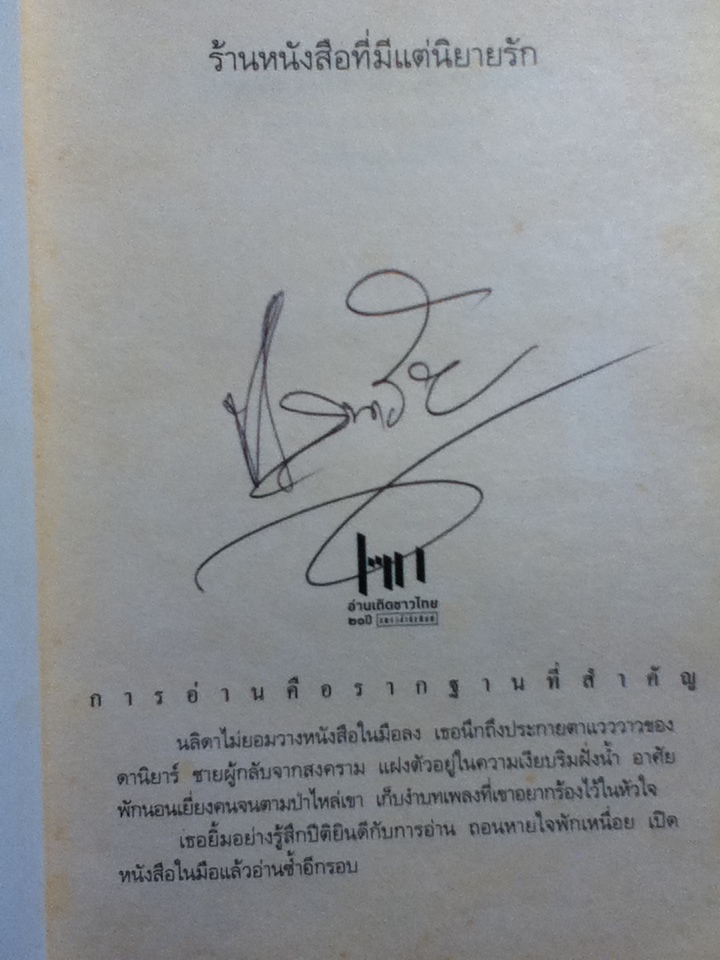 ร้านหนังสือที่มีแต่นิยายรัก
อ่านเถิดชาวไทย
๒๐ปี
การอ่านคือรากฐานที่สำคัญ
นลิดาไม่ยอมวางหนังสือในมือลง เธอนึกถึงประกายตาแวววาวของ
ดานิยาร์ ชายผู้กลับจากสงคราม แฝงตัวอยู่ในความเงียบริมฝั่งน้ำ อาศัย
พักนอนเยี่ยงคนจนตามป่าไหล่เขา เก็บงำบทเพลงที่เขาอยากร้องไว้ในหัวใจ
เธอยิ้มอย่างรู้สึกปีติยินดีกับการอ่าน ถอนหายใจพักเหนื่อย เปิด
หนังสือในมือแล้วอ่านซ้ำอีกรอบ